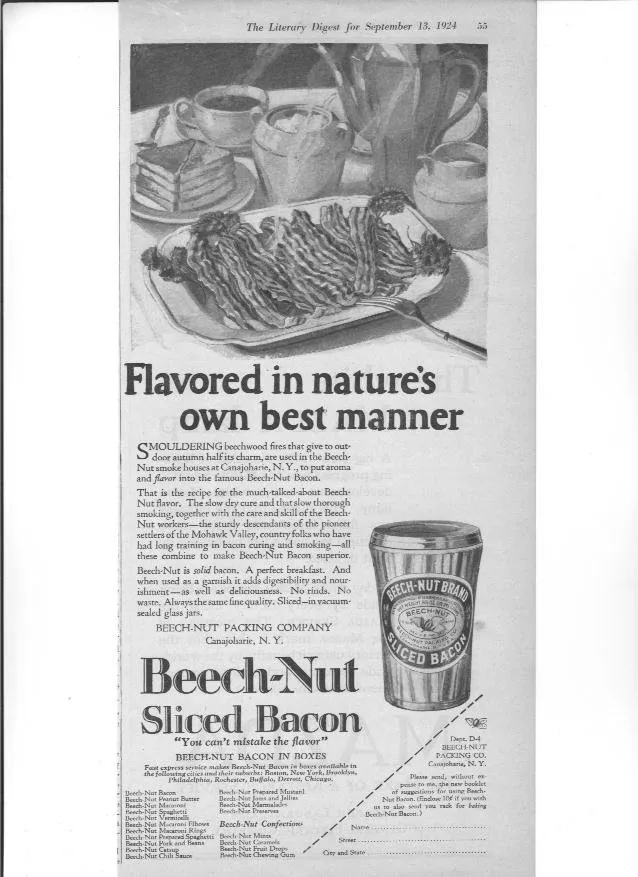 The Literary Digest for September 13, 1924 55
Flavored in nature's
own best manner
SMOULDERING beechwood fires that give to out-
door autumn half its charm, are used in the Beech-
Nut smoke houses at Canajoharie, N. Y., to put aroma
and flavor into the famous Beech-Nut Bacon.
That is the recipe for the much-talked-about Beech-
Nut flavor. The slow dry cure and that slow thorough
smoking, together with the care and skill of the Beech-
Nut workers—the sturdy descendants of the pioneer
settlers of the Mohawk Valley, country folks who have
had long training in bacon curing and smoking—all
these combine to make Beech-Nut Bacon superior.
Beech-Nut is solid bacon. A perfect breakfast. And
when used as a garnish it adds digestibility and nour-
ishment—as well as deliciousness. No rinds. No
waste. Always the same fine quality. Sliced—in vacuum-
sealed glass jars.
BEECH-NUT PACKING COMPANY
Canajoharie, N. Y.
BEECH-NUT BRAND
BEECH-NUT
SLICED BACON
Beech-Nut
Sliced Bacon
"You can't mistake the flavor"
BEECH-NUT BACON IN BOXES
Fast express service makes Beech-Nut Bacon in boxes available in
the following cities and their suburbs: Boston, New York, Brooklyn,
Philadelphia, Rochester, Buffalo, Detroit, Chicago.
Beech-Nut Bacon
Beech-Nut Peanut Butter
Beech-Nut Macaroni
Beech-Nut Spaghetti
Beech-Nut Vermicelli
Beech-Nut Macaroni Elbows
Beech-Nut Macaroni Rings
Beech-Nut Prepared Spaghetti
Beech-Nut Pork and Beans
Beech-Nut Catsup
Beech-Nut Chili Sauce
Beech-Nut Prepared Mustard
Beech-Nut Jams and Jellies
Beech-Nut Marmalades
Beech-Nut Preserves
Beech-Nut Confections
Beech-Nut Mints
Beech-Nut Caramels
Beech-Nut Fruit Drops
Beech-Nut Chewing Gum
Dept. D-4
BEECH-NUT
PACKING CO.
Canajoharie, N. Y.
Please send, without ex-
pense to me, the new booklet
of suggestions for using Beech-
Nut Bacon. (Enclose 10¢ if you wish
us to also send you rack for baking
Beech-Nut Bacon.)
Name
Street
City and State